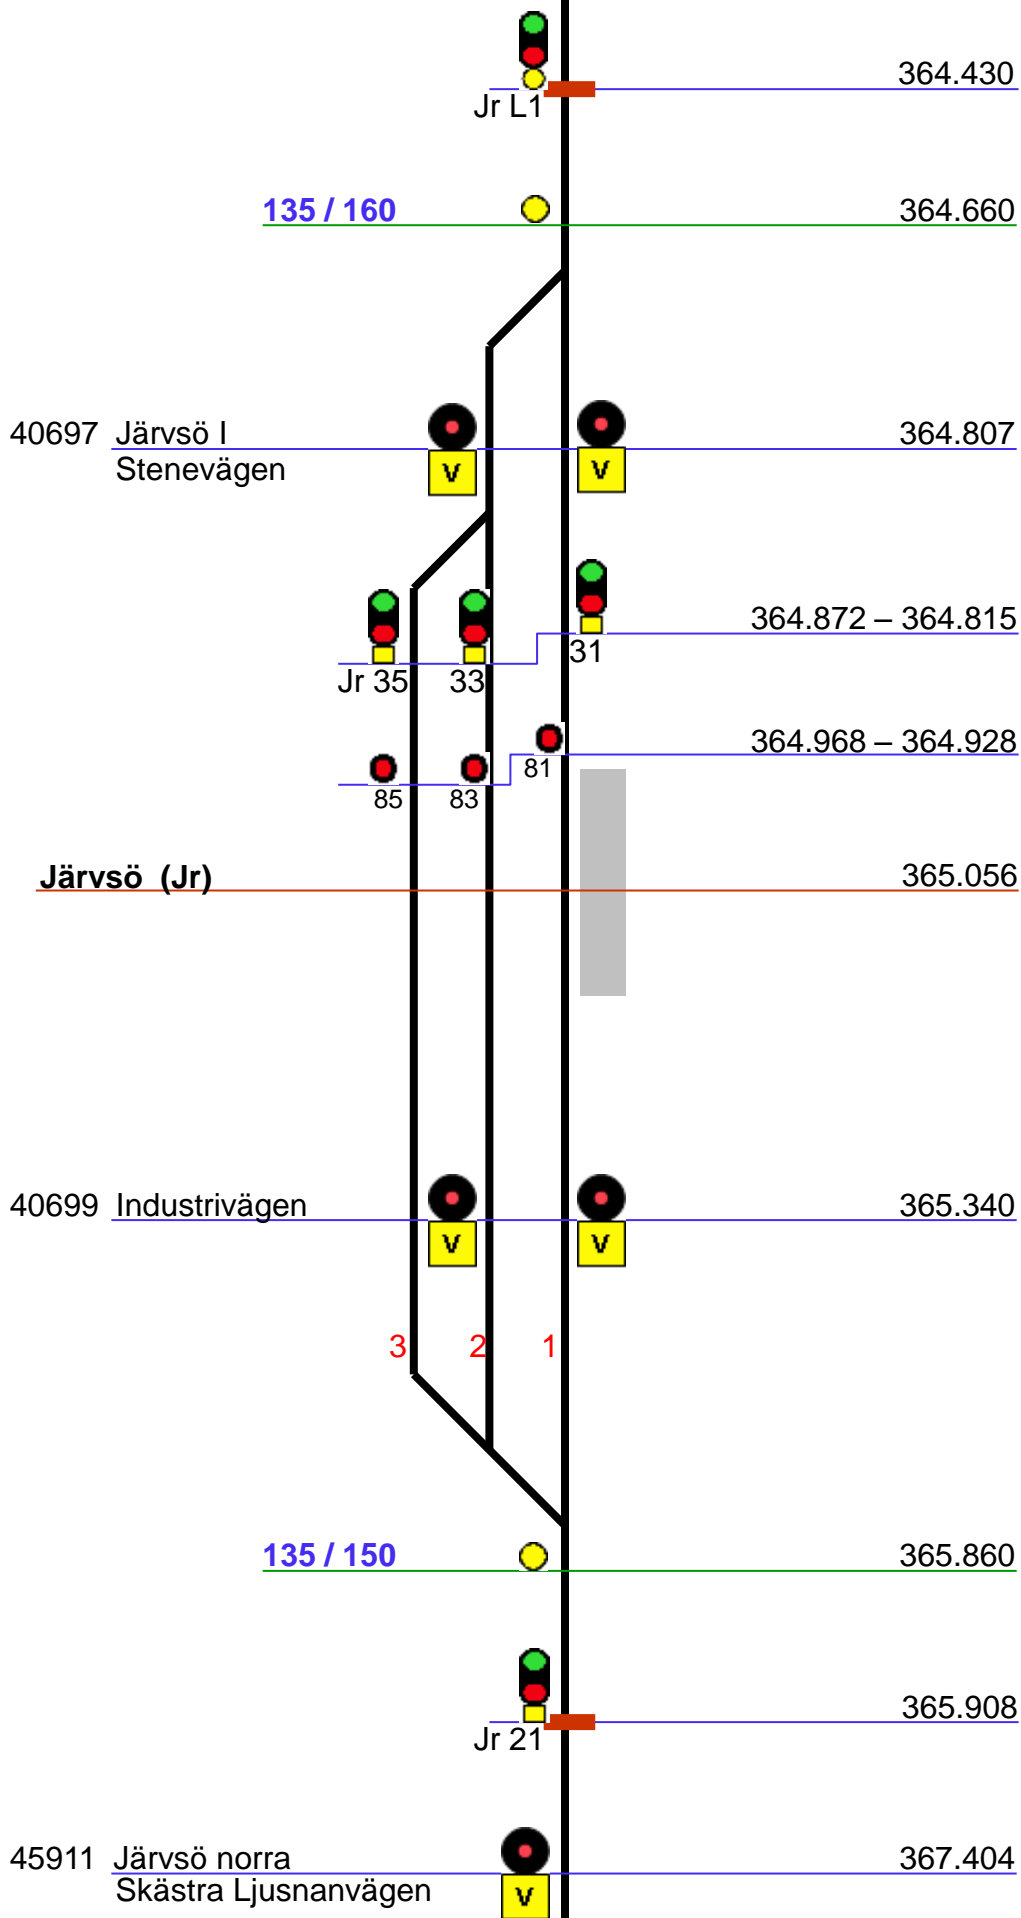 364.430
Jr L1
135 / 160 364.660
40697 Järvsö I 364.807
Stenevägen
V V
364.872 – 364.815
31
Jr 35 33
364.968 – 364.928
81
85 83
Järvsö (Jr) 365.056
40699 Industrivägen 365.340
V V
3 2 1
135 / 150 365.860
365.908
Jr 21
45911 Järvsö norra 367.404
Skästra Ljusnanvägen
V